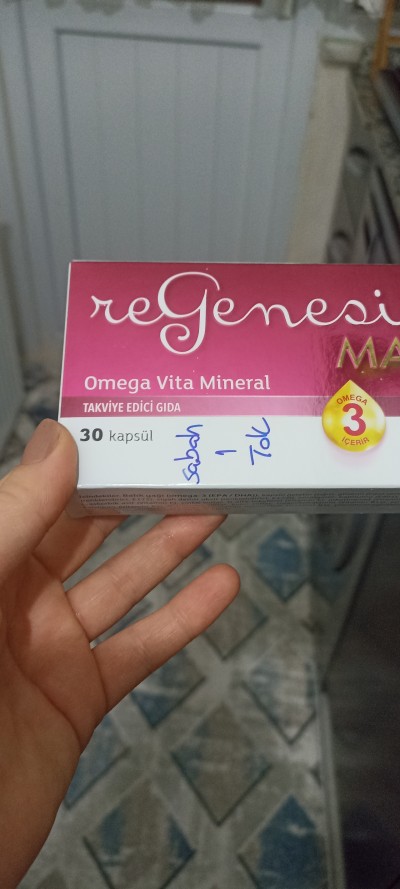 reGenesi
MA
Omega Vita Mineral
TAKVİYE EDİCİ GIDA
OMEGA
3
İÇERİR
30 kapsül
Sabah
1
Tok